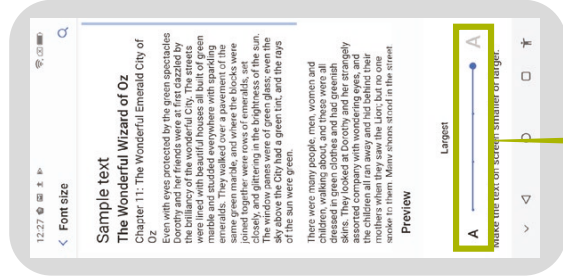 12:27
Font size
Sample text
The Wonderful Wizard of Oz
Chapter 11: The Wonderful Emerald City of
Oz
Even with eyes protected by the green spectacles
Dorothy and her friends were at first dazzled by
the brilliancy of the wonderful City. The streets
were lined with beautiful houses all built of green
marble and studded everywhere with sparkling
emeralds. They walked over a pavement of the
same green marble, and where the blocks were
joined together were rows of emeralds, set
closely, and glittering in the brightness of the sun.
The window panes were of green glass; even the
sky above the City had a green tint, and the rays
of the sun were green.
There were many people, men, women and
children, walking about, and these were all
dressed in green clothes and had greenish
skins. They looked at Dorothy and her strangely
assorted company with wondering eyes, and
the children all ran away and hid behind their
mothers when they saw the Lion; but no one
spoke to them. Many shops stood in the street
Preview
Largest
A A
Make the text on screen smaller or larger.